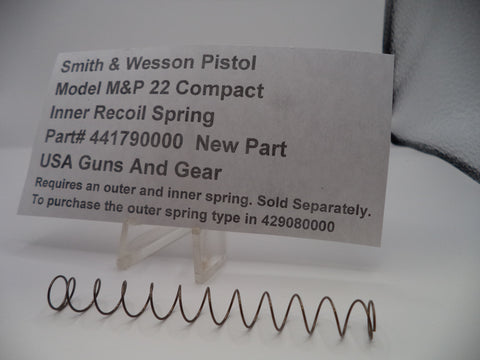 Smith & Wesson Pistol
Model M&P 22 Compact
Inner Recoil Spring
Part# 441790000 New Part
USA Guns And Gear
Requires an outer and inner spring. Sold Separately.
To purchase the outer spring type in 429080000